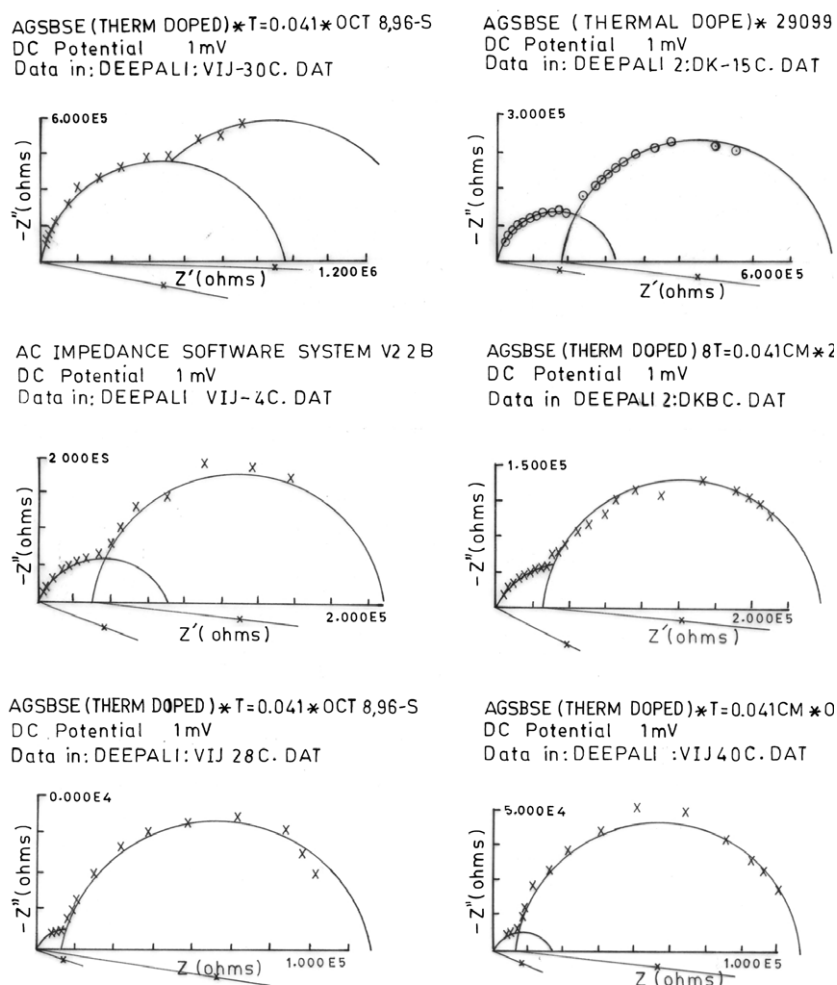 AGSBSE (THERM DOPED)*T=0.041* OCT 8,96-S
DC Potential 1mV
Data in: DEEPALI: VIJ-30C. DAT
6.000E5
-Z"(ohms)
Z'(ohms)
1.200E6
AGSBSE (THERMAL DOPE)* 29099
DC Potential 1mV
Data in: DEEPALI 2:DK-15C. DAT
3.000E5
-Z"(ohms)
6.000E5
Z'(ohms)
AC IMPEDANCE SOFTWARE SYSTEM V2 2 B
DC Potential 1mV
Data in: DEEPALI VIJ-4C. DAT
2 000ES
-Z"(ohms)
2.000E5
Z'(ohms)
AGSBSE (THERM DOPED) 8T=0.041CM *2
DC Potential 1mV
Data in DEEPALI 2:DKBC. DAT
1.500E5
-Z"(ohms)
2.000E5
Z'(ohms)
AGSBSE (THERM DOPED)*T=0.041* OCT 8,96-S
DC Potential 1mV
Data in: DEEPALI: VIJ 28C. DAT
0.000E4
-Z"(ohms)
1.000E5
Z (ohms)
AGSBSE (THERM DOPED)*T=0.041CM *O
DC Potential 1mV
Data in: DEEPALI :VIJ40C. DAT
5.000E4
-Z"(ohms)
1.000E5
Z (ohms)